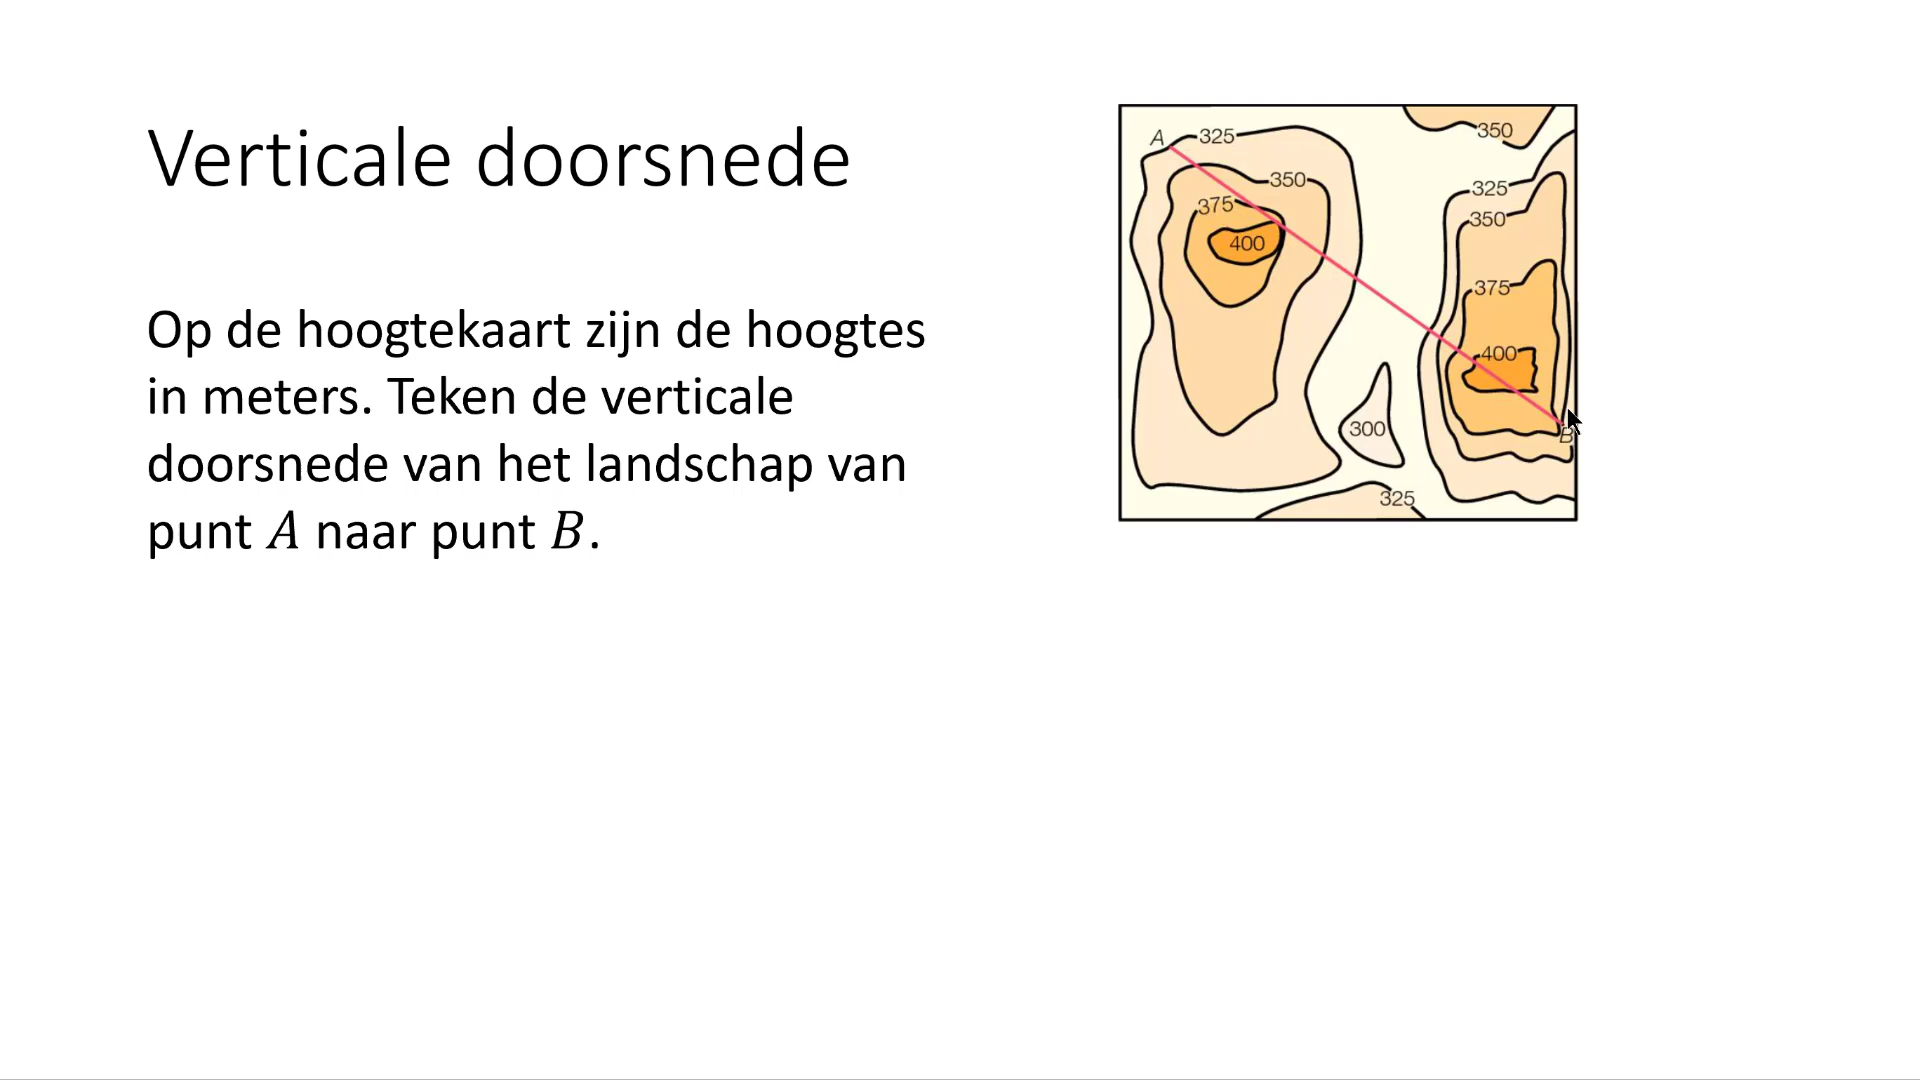 Verticale doorsnede
Op de hoogtekaart zijn de hoogtes
in meters. Teken de verticale
doorsnede van het landschap van
punt A naar punt B.
A
325
350
350
375
400
325
350
375
400
300
B
325